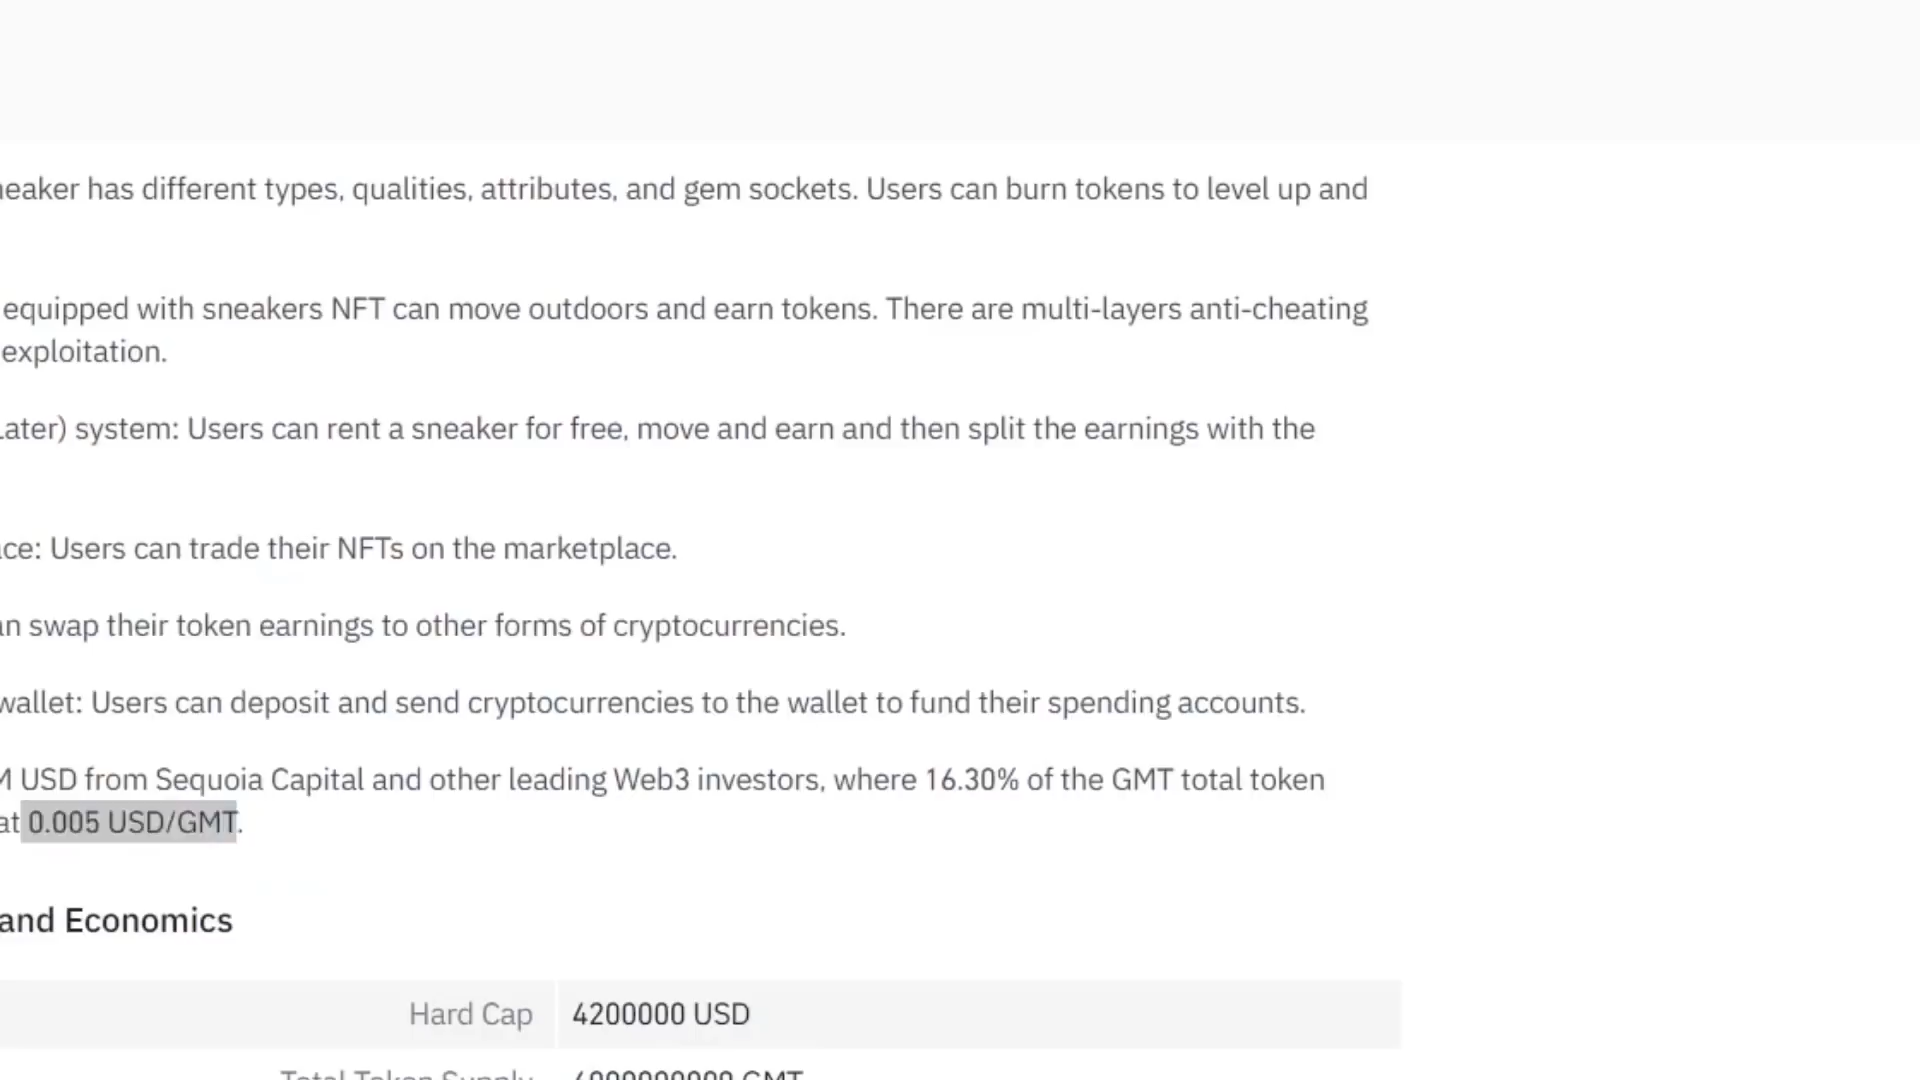 neaker has different types, qualities, attributes, and gem sockets. Users can burn tokens to level up and
equipped with sneakers NFT can move outdoors and earn tokens. There are multi-layers anti-cheating
exploitation.
Later) system: Users can rent a sneaker for free, move and earn and then split the earnings with the
ce: Users can trade their NFTs on the marketplace.
an swap their token earnings to other forms of cryptocurrencies.
wallet: Users can deposit and send cryptocurrencies to the wallet to fund their spending accounts.
M USD from Sequoia Capital and other leading Web3 investors, where 16.30% of the GMT total token
at 0.005 USD/GMT.
and Economics
Hard Cap 4200000 USD
Total Token Supply GMT